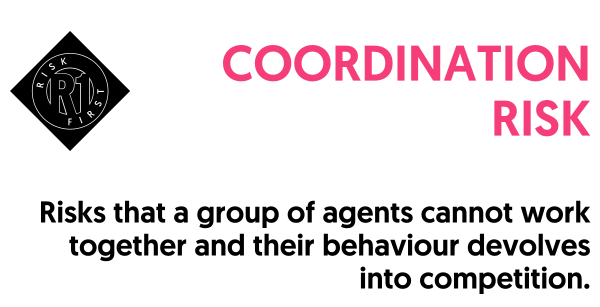 RISK
R1
FIRST
COORDINATION
RISK
Risks that a group of agents cannot work
together and their behaviour devolves
into competition.